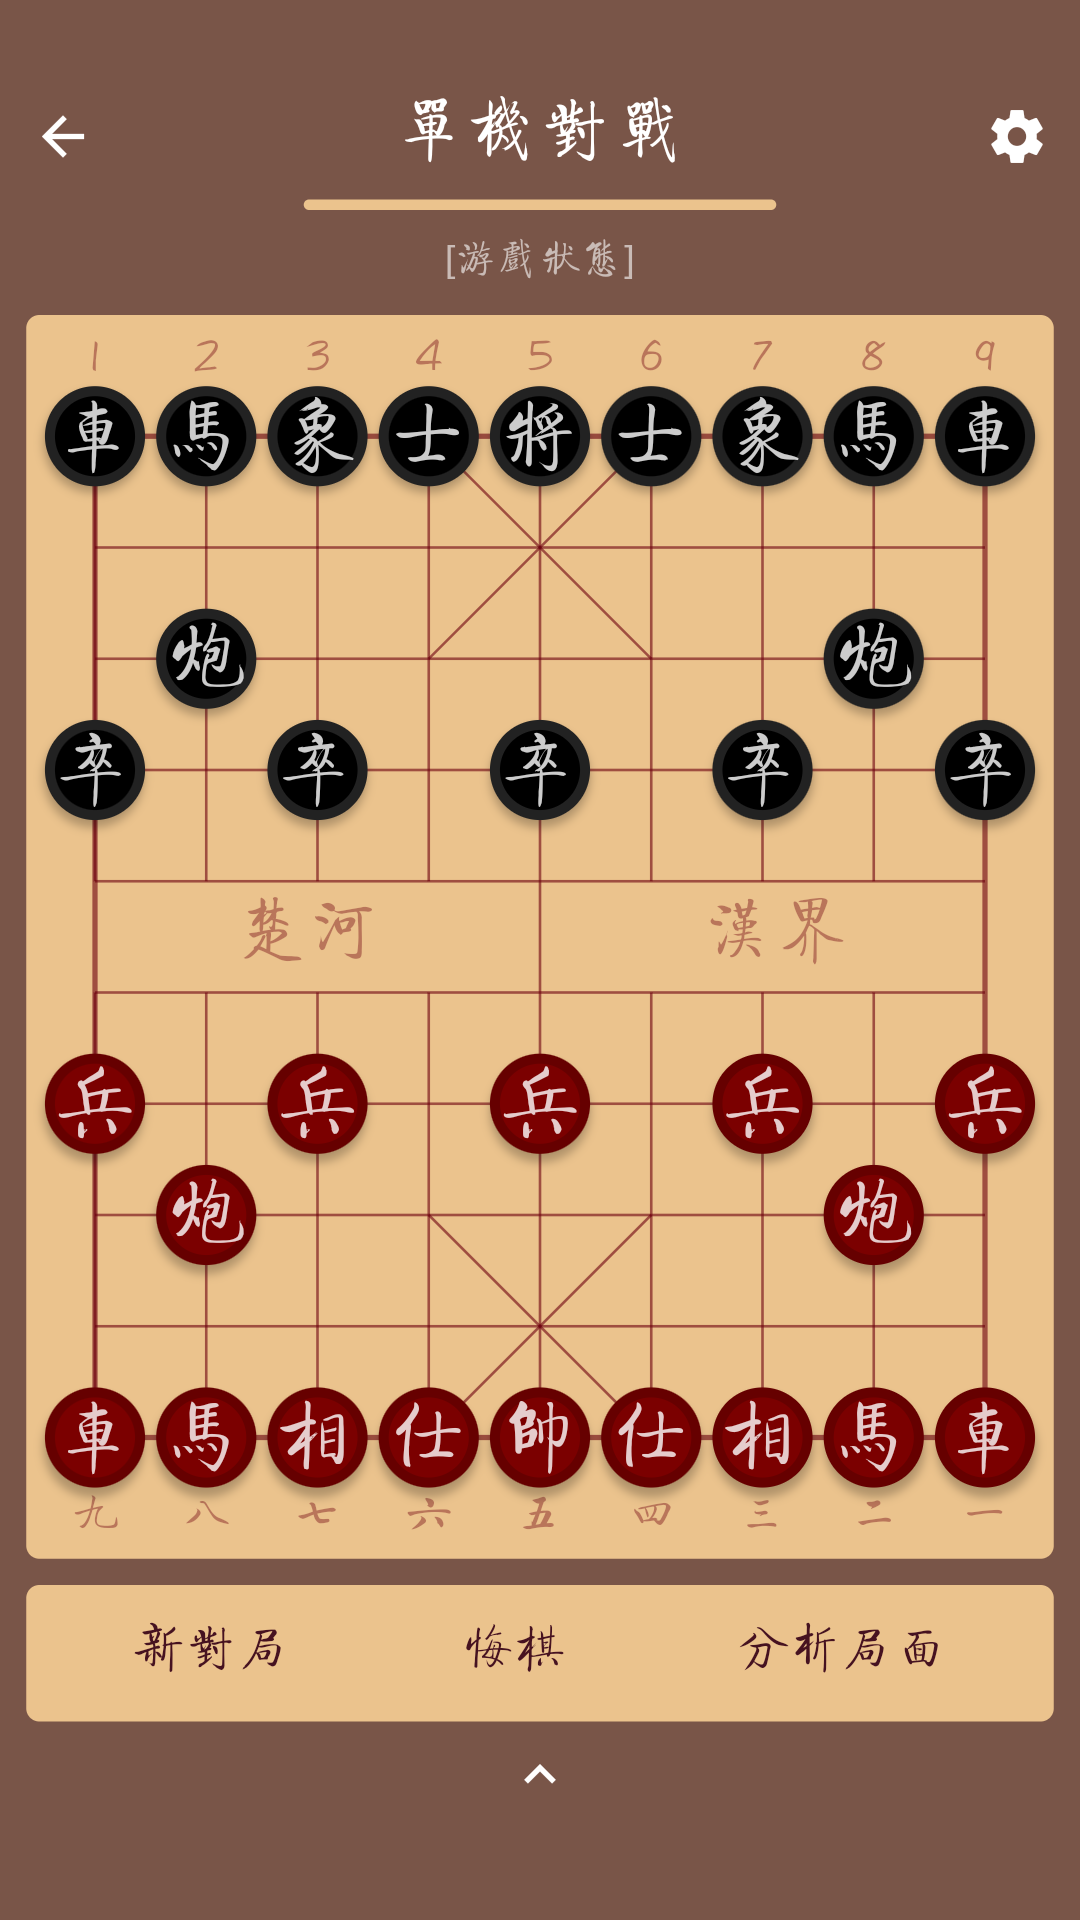 單機對戰
[游戲狀態]
1 2 3 4 5 6 7 8 9
車 馬 象 士 將 士 象 馬 車
炮 炮
卒 卒 卒 卒 卒
楚河 漢界
兵 兵 兵 兵 兵
炮 炮
車 馬 相 仕 帥 仕 相 馬 車
九 八 七 六 五 四 三 二 一
新對局 悔棋 分析局面